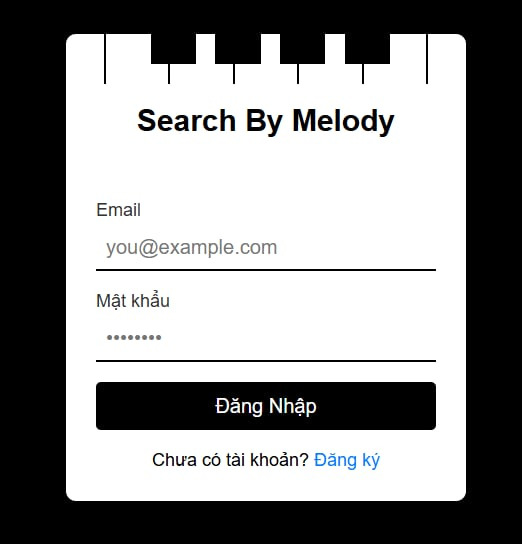 Search By Melody
Email
you@example.com
Mật khẩu
••••••••
Đăng Nhập
Chưa có tài khoản? Đăng ký